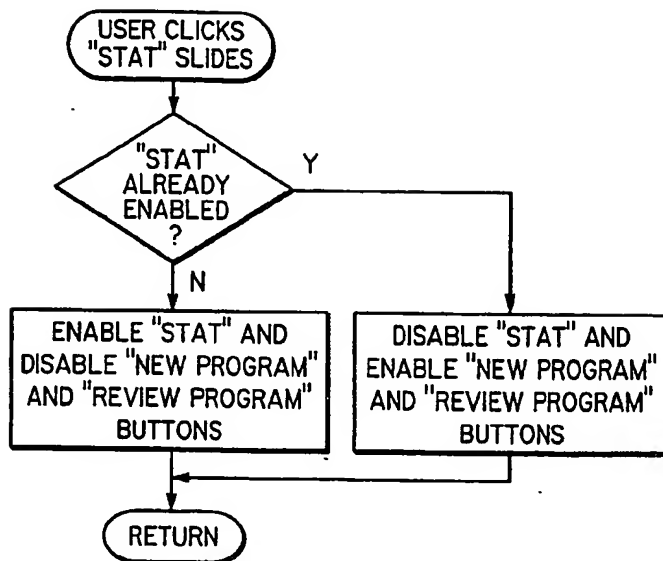 USER CLICKS
"STAT" SLIDES
"STAT"
ALREADY
ENABLED
?
Y
N
ENABLE "STAT" AND
DISABLE "NEW PROGRAM"
AND "REVIEW PROGRAM"
BUTTONS
DISABLE "STAT" AND
ENABLE "NEW PROGRAM"
AND "REVIEW PROGRAM"
BUTTONS
RETURN